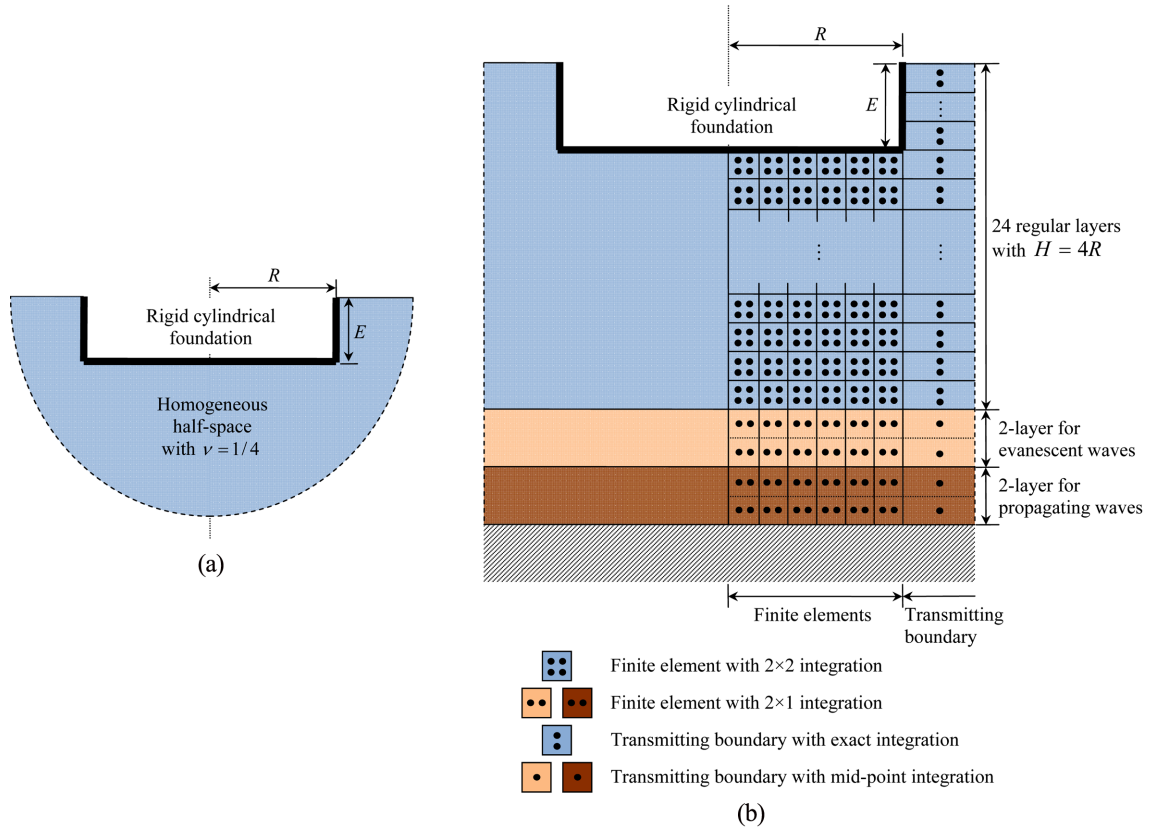 R
Rigid cylindrical
foundation
E
Homogeneous
half-space
with ν = 1/4
(a)
R
Rigid cylindrical
foundation
E
24 regular layers
with H = 4R
2-layer for
evanescent waves
2-layer for
propagating waves
Finite elements
Transmitting
boundary
Finite element with 2×2 integration
Finite element with 2×1 integration
Transmitting boundary with exact integration
Transmitting boundary with mid-point integration
(b)